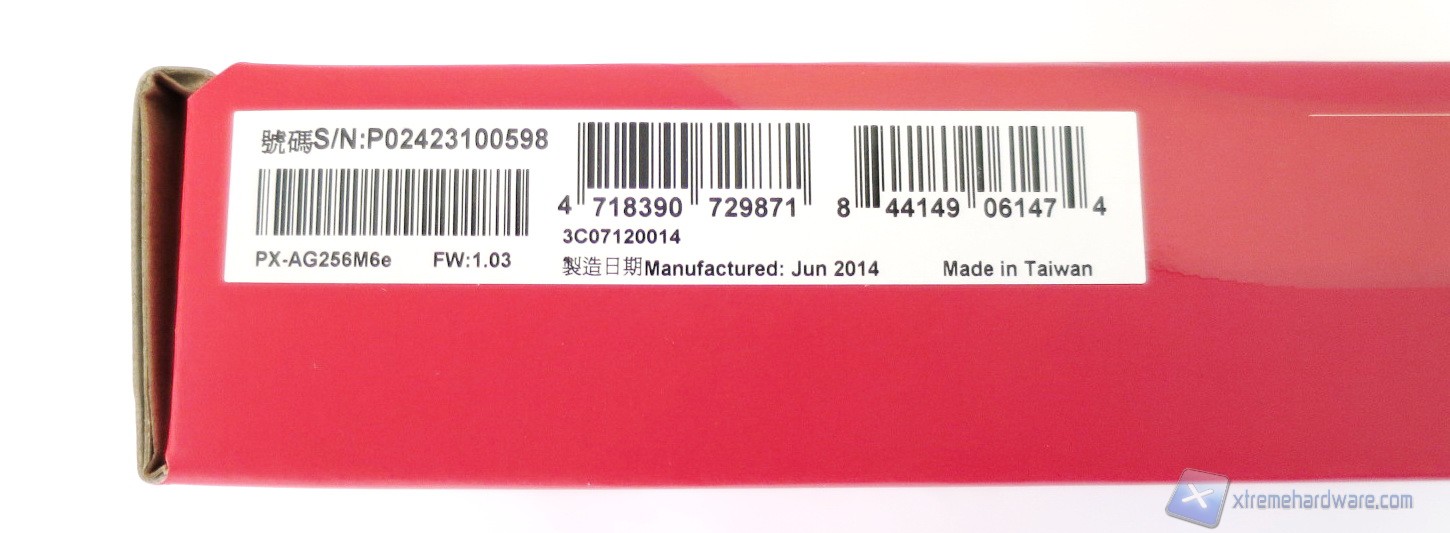 號碼S/N:P02423100598
PX-AG256M6e FW:1.03
4 718390 729871
8 44149 06147 4
3C07120014
製造日期Manufactured: Jun 2014 Made in Taiwan
xtremehardware.com